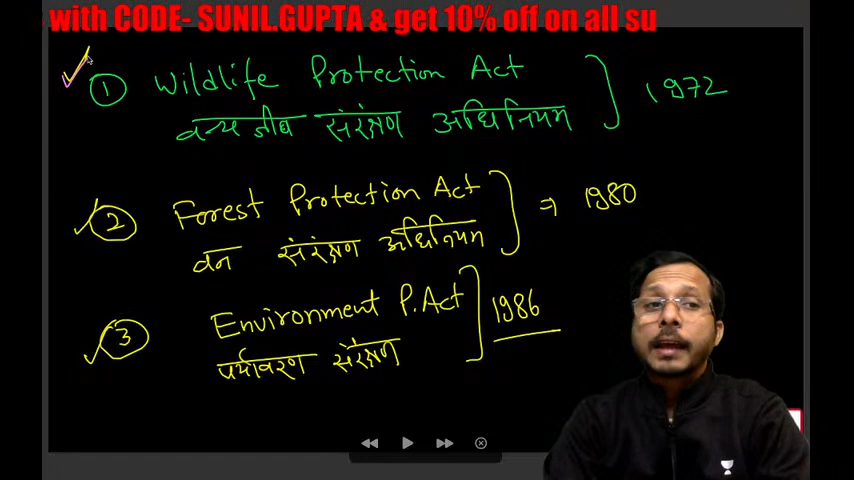 with CODE- SUNIL.GUPTA & get 10% off on all su
① Wildlife Protection Act ] 1972
वन्य जीव संरक्षण अधिनियम
② Forest Protection Act ] ⇒ 1980
वन संरक्षण अधिनियम
③ Environment P. Act ] 1986
पर्यावरण संरक्षण